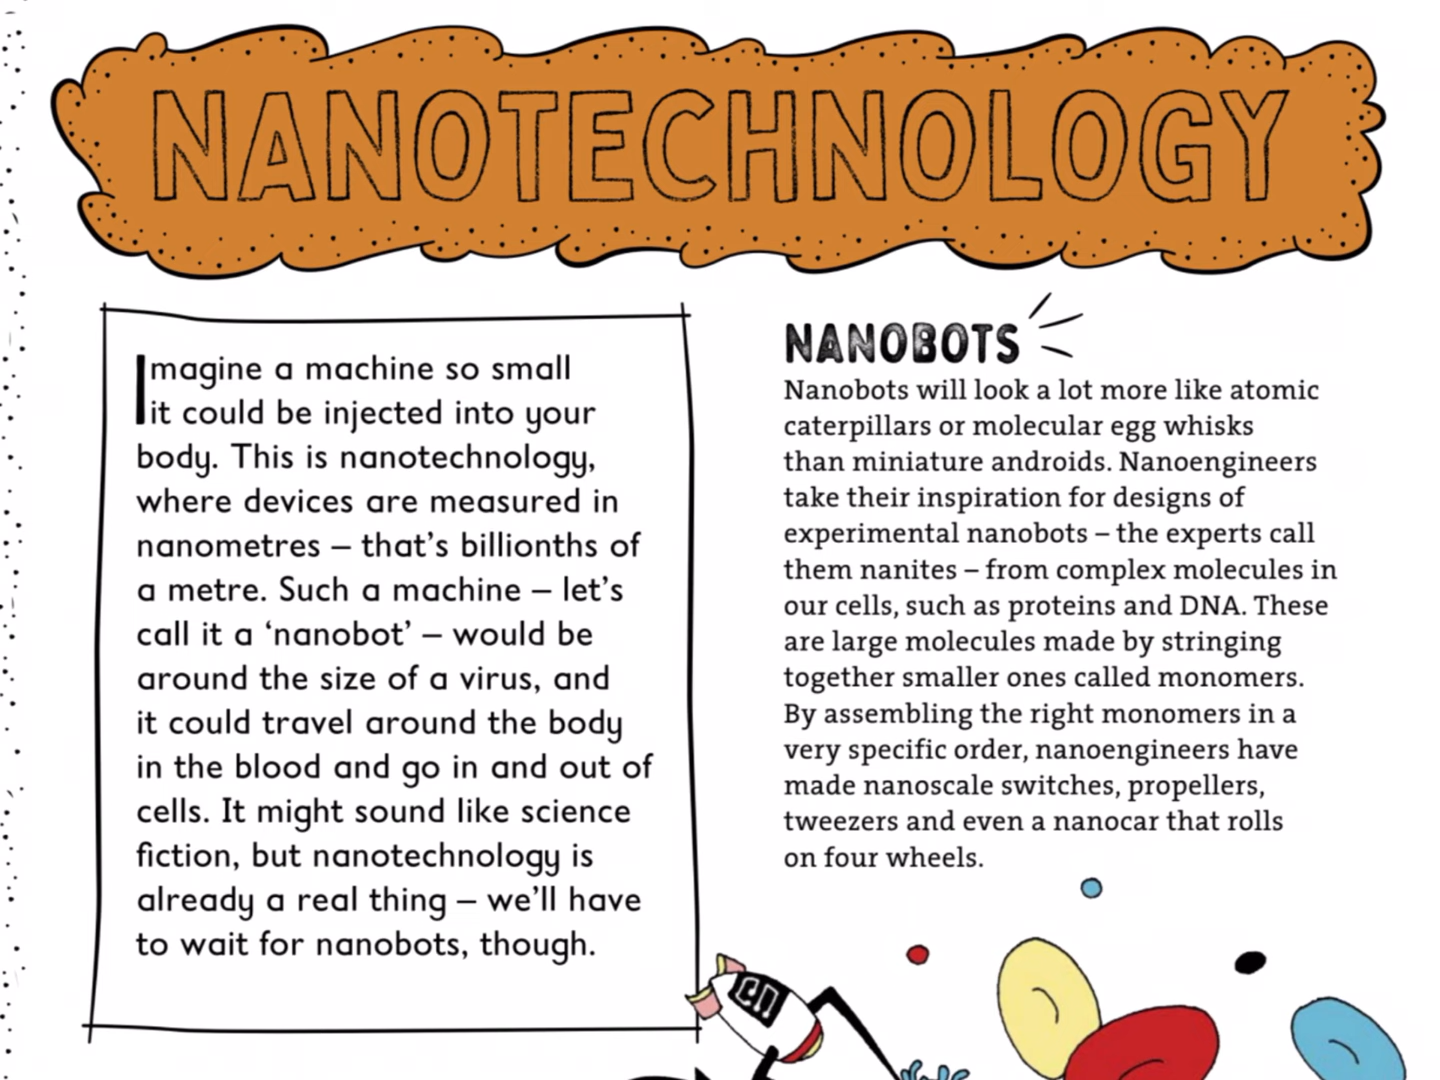 NANOTECHNOLOGY
Imagine a machine so small
it could be injected into your
body. This is nanotechnology,
where devices are measured in
nanometres – that’s billionths of
a metre. Such a machine – let’s
call it a ‘nanobot’ – would be
around the size of a virus, and
it could travel around the body
in the blood and go in and out of
cells. It might sound like science
fiction, but nanotechnology is
already a real thing – we’ll have
to wait for nanobots, though.
NANOBOTS
Nanobots will look a lot more like atomic
caterpillars or molecular egg whisks
than miniature androids. Nanoengineers
take their inspiration for designs of
experimental nanobots – the experts call
them nanites – from complex molecules in
our cells, such as proteins and DNA. These
are large molecules made by stringing
together smaller ones called monomers.
By assembling the right monomers in a
very specific order, nanoengineers have
made nanoscale switches, propellers,
tweezers and even a nanocar that rolls
on four wheels.